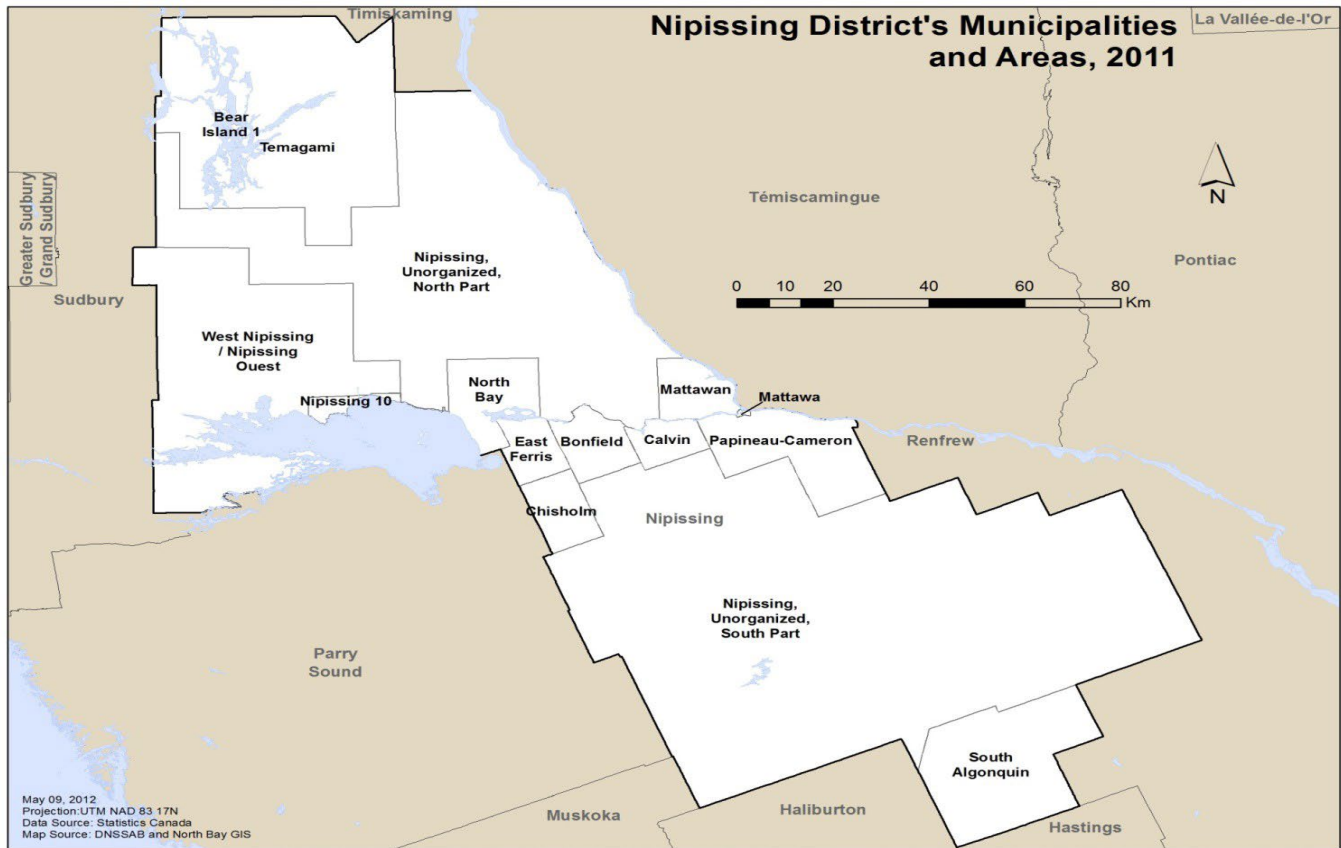 Timiskaming
La Vallée-de-l'Or
Nipissing District's Municipalities
and Areas, 2011
Bear
Island 1
Temagami
Greater Sudbury
/ Grand Sudbury
Sudbury
Témiscamingue
N
Pontiac
Nipissing,
Unorganized,
North Part
0 10 20 40 60 80
Km
West Nipissing
/ Nipissing
Ouest
Nipissing 10
North
Bay
Mattawan
Mattawa
East
Ferris
Bonfield
Calvin
Papineau-Cameron
Renfrew
Chisholm
Nipissing
Nipissing,
Unorganized,
South Part
Parry
Sound
South
Algonquin
Muskoka
Haliburton
Hastings
May 09, 2012
Projection:UTM NAD 83 17N
Data Source: Statistics Canada
Map Source: DNSSAB and North Bay GIS